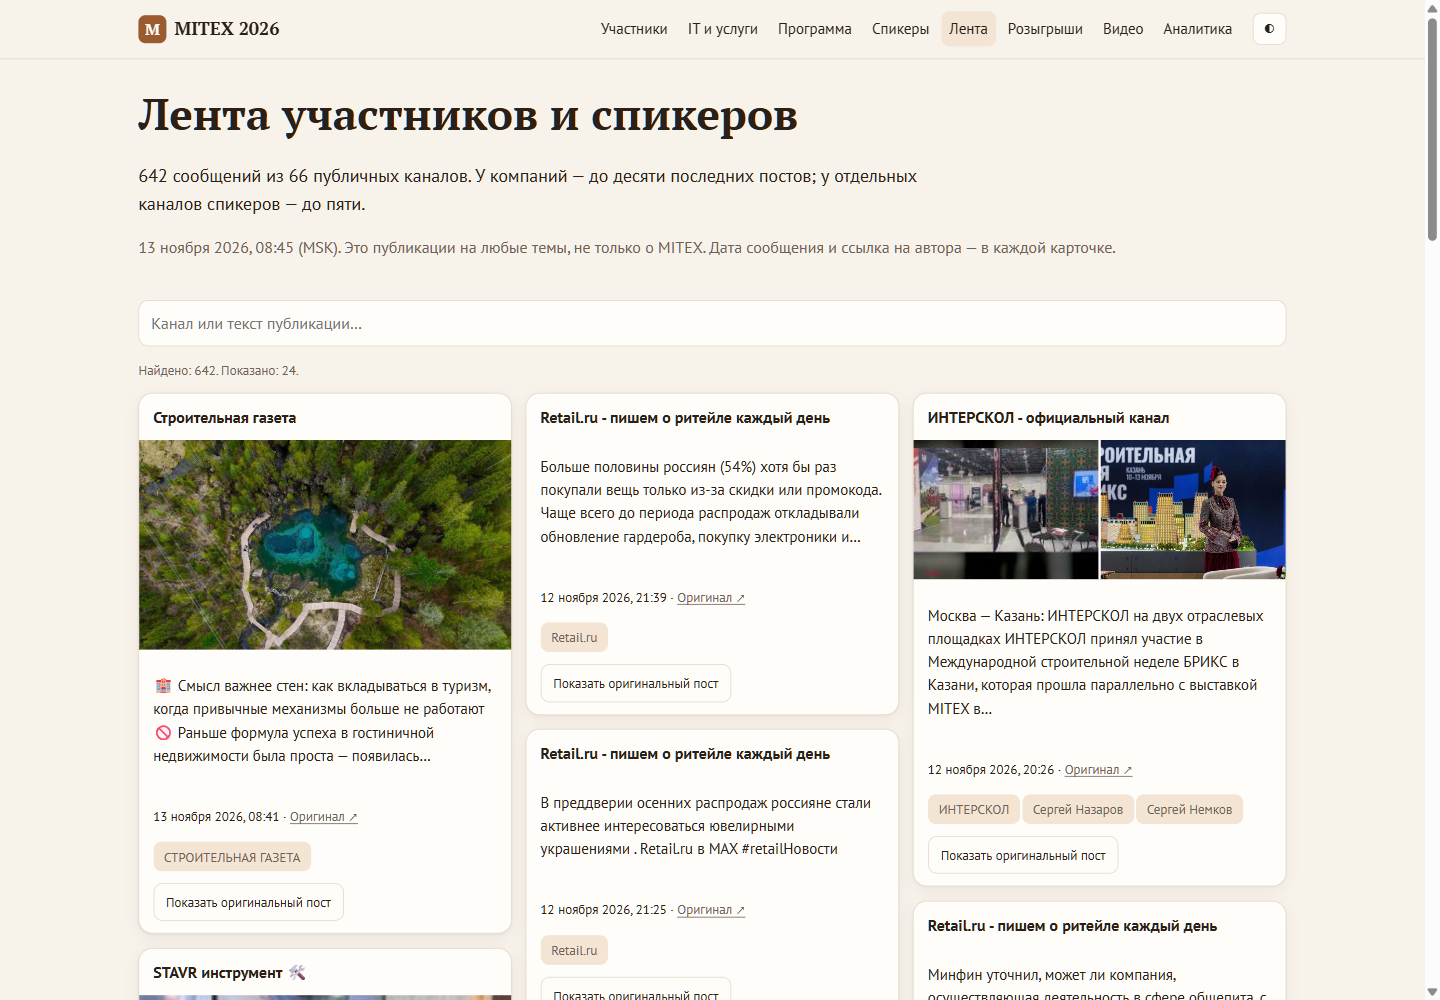 M MITEX 2026
Участники IT и услуги Программа Спикеры Лента Розыгрыши Видео Аналитика
Лента участников и спикеров
642 сообщений из 66 публичных каналов. У компаний — до десяти последних постов; у отдельных
каналов спикеров — до пяти.
13 ноября 2026, 08:45 (MSK). Это публикации на любые темы, не только о MITEX. Дата сообщения и ссылка на автора — в каждой карточке.
Канал или текст публикации...
Найдено: 642. Показано: 24.
Строительная газета
🏥 Смысл важнее стен: как вкладываться в туризм,
когда привычные механизмы больше не работают
🚫 Раньше формула успеха в гостиничной
недвижимости была проста — появилась...
13 ноября 2026, 08:41 · Оригинал ↗
СТРОИТЕЛЬНАЯ ГАЗЕТА
Показать оригинальный пост
STAVR инструмент 🛠
Retail.ru - пишем о ритейле каждый день
Больше половины россиян (54%) хотя бы раз
покупали вещь только из-за скидки или промокода.
Чаще всего до периода распродаж откладывали
обновление гардероба, покупку электроники и...
12 ноября 2026, 21:39 · Оригинал ↗
Retail.ru
Показать оригинальный пост
Retail.ru - пишем о ритейле каждый день
В преддверии осенних распродаж россияне стали
активнее интересоваться ювелирными
украшениями . Retail.ru в MAX #retailНовости
12 ноября 2026, 21:25 · Оригинал ↗
Retail.ru
Показать оригинальный пост
ИНТЕРСКОЛ - официальный канал
РОИТЕЛЬНАЯ
Я
КС
КАЗАНЬ
10-13 НОЯБРЯ
Москва — Казань: ИНТЕРСКОЛ на двух отраслевых
площадках ИНТЕРСКОЛ принял участие в
Международной строительной неделе БРИКС в
Казани, которая прошла параллельно с выставкой
MITEX в...
12 ноября 2026, 20:26 · Оригинал ↗
ИНТЕРСКОЛ Сергей Назаров Сергей Немков
Показать оригинальный пост
Retail.ru - пишем о ритейле каждый день
Минфин уточнил, может ли компания,
осуществляющая деятельность в сфере общепита, с